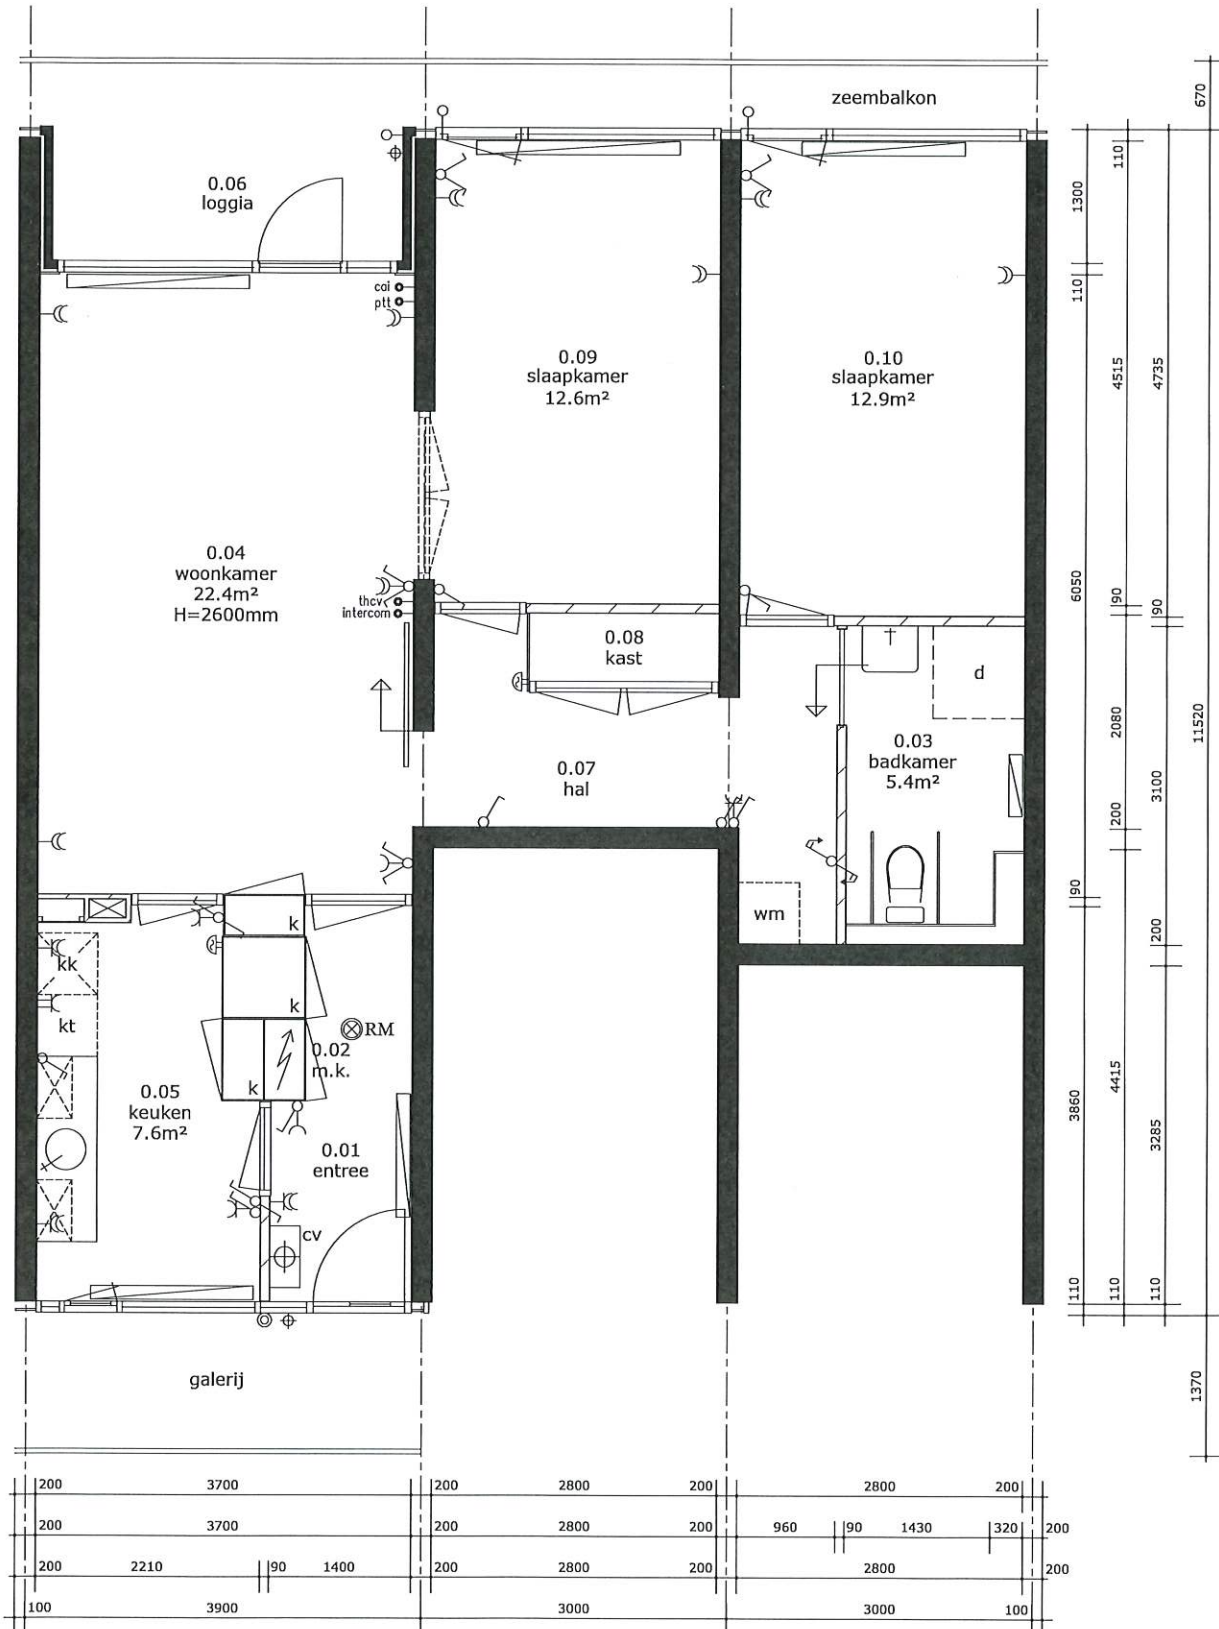 zeembalkon
0.06
loggia
cai
ptt
0.09
slaapkamer
12.6m²
0.10
slaapkamer
12.9m²
0.04
woonkamer
22.4m²
H=2600mm
thcv
intercom
0.08
kast
d
0.03
badkamer
5.4m²
0.07
hal
wm
k
kk
k
kt
RM
0.02
m.k.
k
0.05
keuken
7.6m²
0.01
entree
cv
galerij
670
1300
110
110
4515
4735
6050
190
90
2080
3100
11520
200
190
200
3860
4415
3285
110
110
110
1370
200 3700 200 2800 200 2800 200
200 3700 200 2800 200 960 90 1430 320 200
200 2210 90 1400 200 2800 200 2800 200
100 3900 3000 3000 100